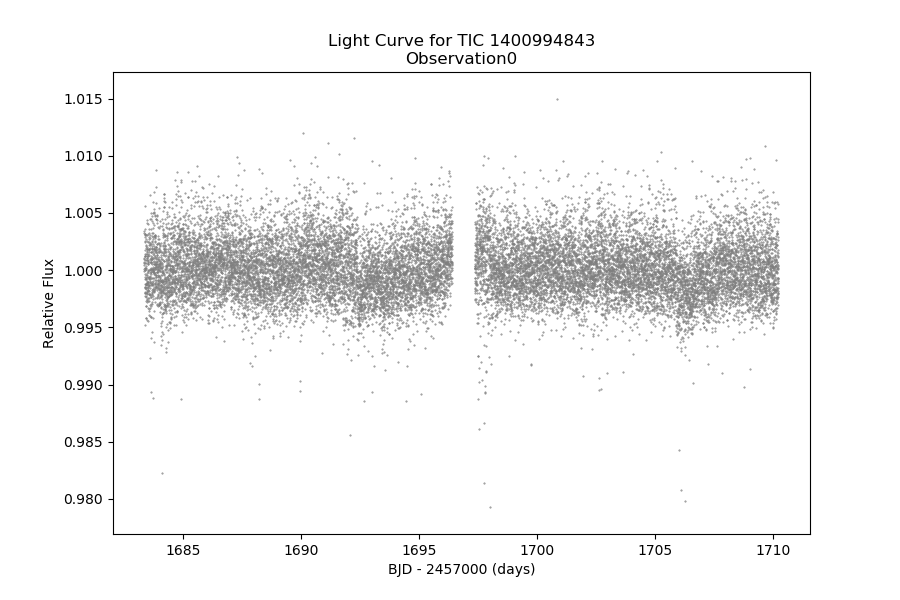 Light Curve for TIC 1400994843
Observation0
1.015
1.010
1.005
1.000
0.995
0.990
0.985
0.980
Relative Flux
1685 1690 1695 1700 1705 1710
BJD - 2457000 (days)